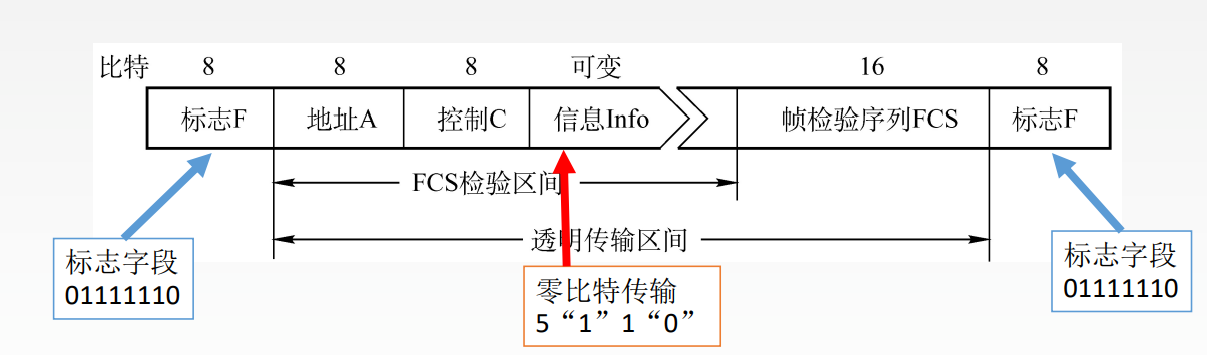 比特 8 8 8 可变 16 8
标志F 地址A 控制C 信息Info 帧检验序列FCS 标志F
FCS检验区间
透明传输区间
标志字段
01111110
零比特传输
5“1”1“0”
标志字段
01111110